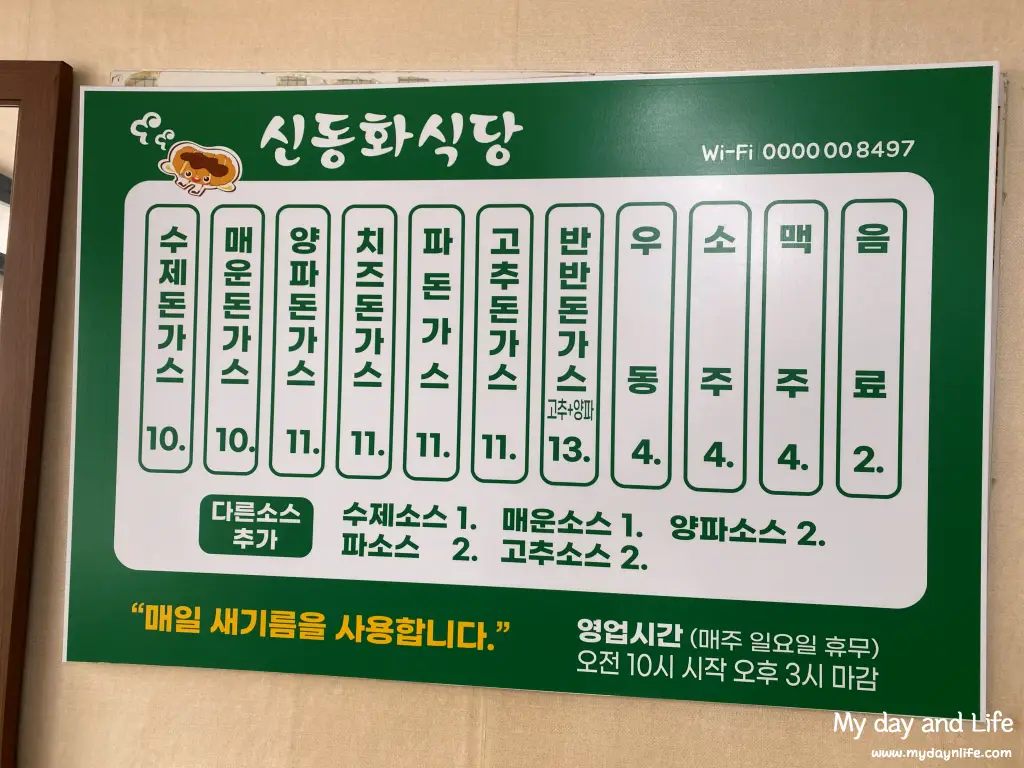 신동화식당
Wi-Fi 0000008497
수제돈가스 10.
매운돈가스 10.
양파돈가스 11.
치즈돈가스 11.
파돈가스 11.
고추돈가스 11.
반반돈가스 고추+양파 13.
우동 4.
소주 4.
맥주 4.
음료 2.
다른소스 추가
수제소스 1. 매운소스 1. 양파소스 2.
파소스 2. 고추소스 2.
“매일 새기름을 사용합니다.”
영업시간 (매주 일요일 휴무)
오전 10시 시작 오후 3시 마감
My day and Life
www.mydaynlife.com